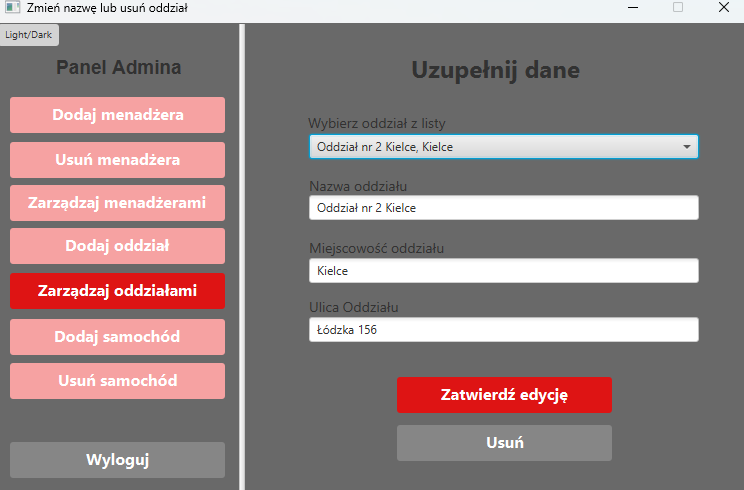 Zmień nazwę lub usuń oddział
Light/Dark
Panel Admina
Dodaj menadżera
Usuń menadżera
Zarządzaj menadżerami
Dodaj oddział
Zarządzaj oddziałami
Dodaj samochód
Usuń samochód
Wyloguj
Uzupełnij dane
Wybierz oddział z listy
Oddział nr 2 Kielce, Kielce
Nazwa oddziału
Oddział nr 2 Kielce
Miejscowość oddziału
Kielce
Ulica Oddziału
Łódzka 156
Zatwierdź edycję
Usuń